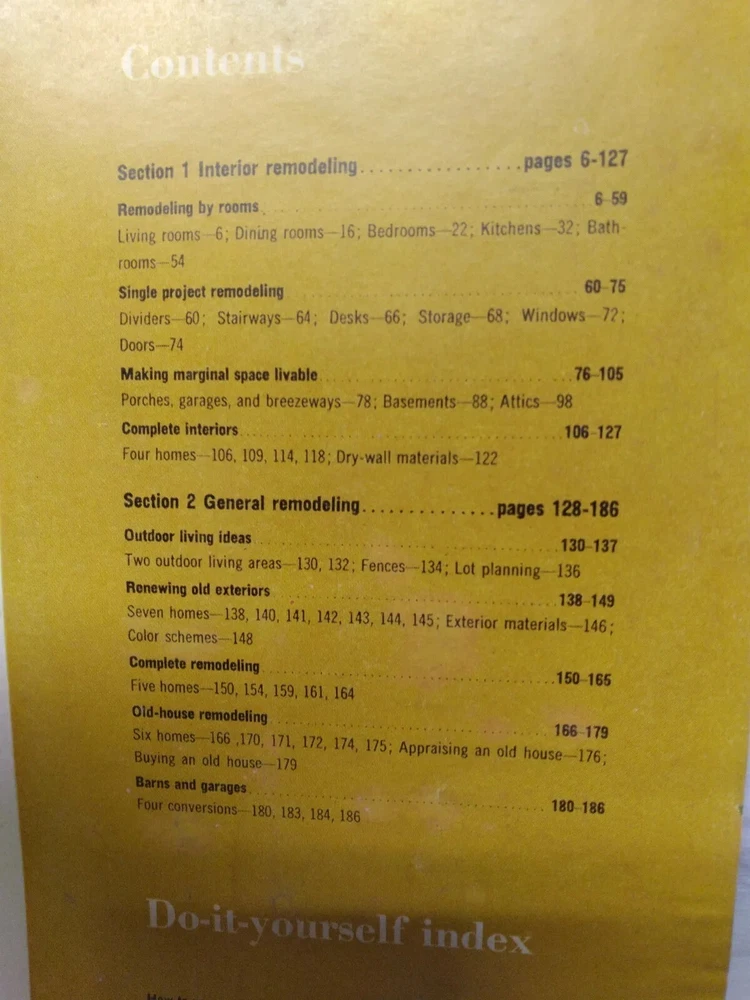 Contents
Section 1 Interior remodeling..................pages 6-127
Remodeling by rooms..................6-59
Living rooms—6; Dining rooms—16; Bedrooms—22; Kitchens—32; Bath-
rooms—54
Single project remodeling..................60-75
Dividers—60; Stairways—64; Desks—66; Storage—68; Windows—72;
Doors—74
Making marginal space livable..................76-105
Porches, garages, and breezeways—78; Basements—88; Attics—98
Complete interiors..................106-127
Four homes—106, 109, 114, 118; Dry-wall materials—122
Section 2 General remodeling..............pages 128-186
Outdoor living ideas..................130-137
Two outdoor living areas—130, 132; Fences—134; Lot planning—136
Renewing old exteriors..................138-149
Seven homes—138, 140, 141, 142, 143, 144, 145; Exterior materials—146;
Color schemes—148
Complete remodeling..................150-165
Five homes—150, 154, 159, 161, 164
Old-house remodeling..................166-179
Six homes—166 ,170, 171, 172, 174, 175; Appraising an old house—176;
Buying an old house—179
Barns and garages..................180-186
Four conversions—180, 183, 184, 186
Do-it-yourself index